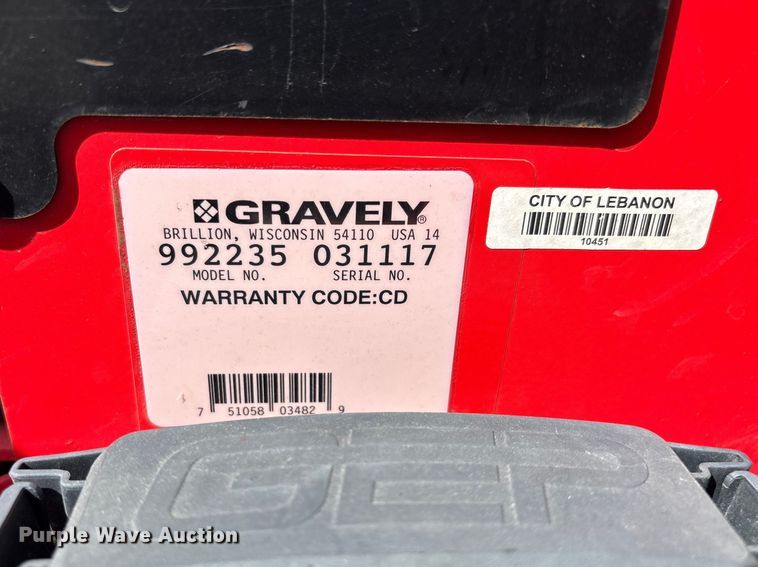 GRAVELY®
BRILLION, WISCONSIN 54110 USA 14
992235 031117
MODEL NO. SERIAL NO.
WARRANTY CODE:CD
7 51058 03482 9
CITY OF LEBANON
10451
GEP
Purple Wave Auction